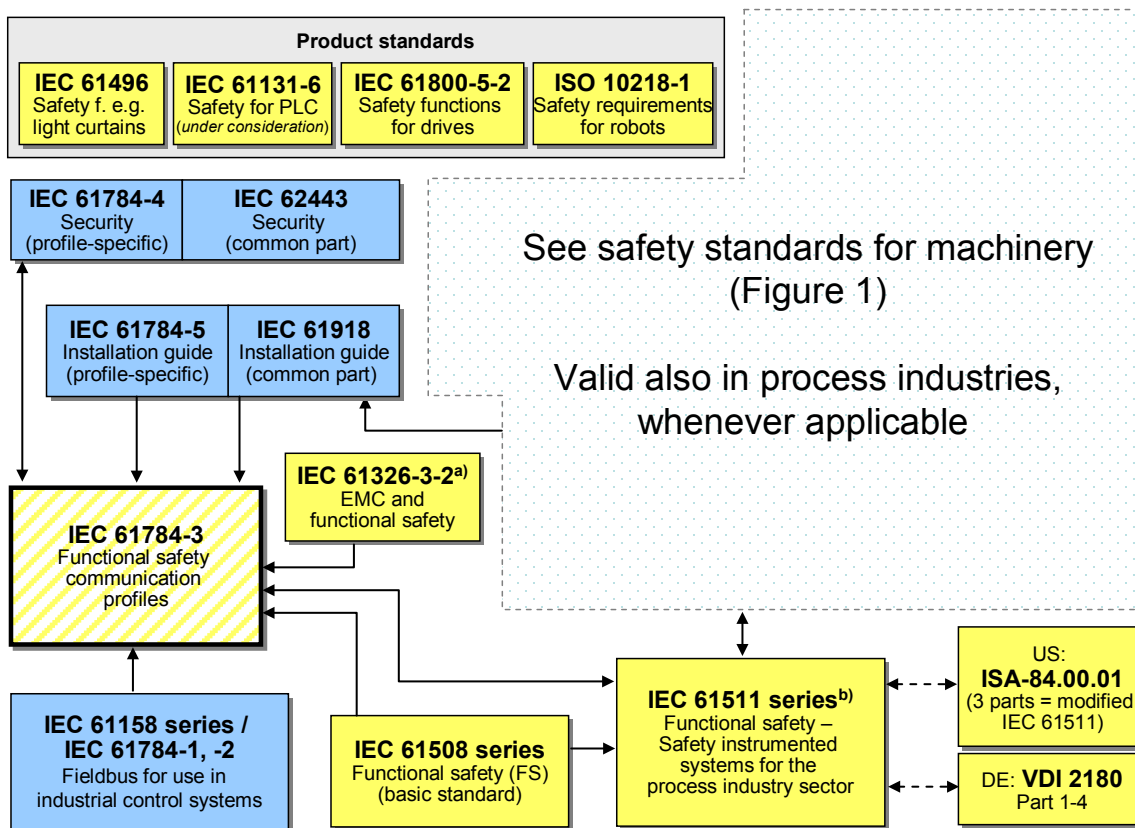 Product standards
IEC 61496
Safety f. e.g.
light curtains
IEC 61131-6
Safety for PLC
(under consideration)
IEC 61800-5-2
Safety functions
for drives
ISO 10218-1
Safety requirements
for robots
IEC 61784-4
Security
(profile-specific)
IEC 62443
Security
(common part)
See safety standards for machinery
(Figure 1)
Valid also in process industries,
whenever applicable
IEC 61784-5
Installation guide
(profile-specific)
IEC 61918
Installation guide
(common part)
IEC 61326-3-2a)
EMC and
functional safety
IEC 61784-3
Functional safety
communication
profiles
IEC 61158 series /
IEC 61784-1, -2
Fieldbus for use in
industrial control systems
IEC 61508 series
Functional safety (FS)
(basic standard)
IEC 61511 seriesb)
Functional safety –
Safety instrumented
systems for the
process industry sector
US:
ISA-84.00.01
(3 parts = modified
IEC 61511)
DE: VDI 2180
Part 1-4